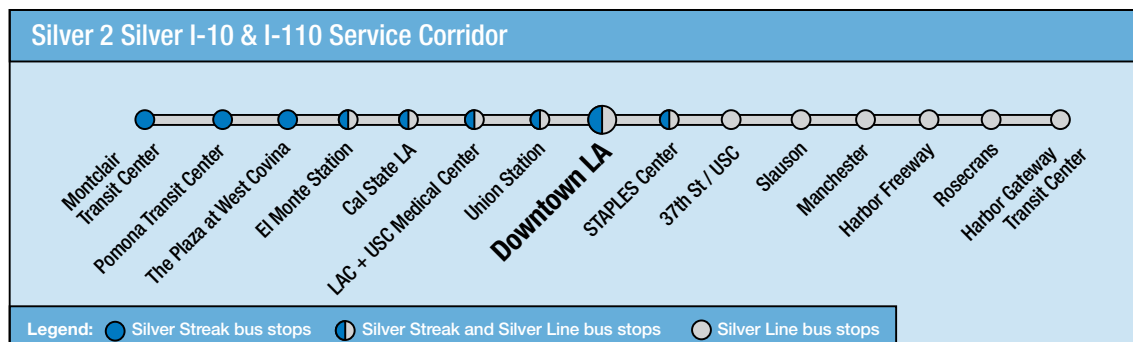 Silver 2 Silver I-10 & I-110 Service Corridor
Montclair
Transit Center
Pomona Transit Center
The Plaza at West Covina
El Monte Station
Cal State LA
LAC + USC Medical Center
Union Station
Downtown LA
STAPLES Center
37th St / USC
Slauson
Manchester
Harbor Freeway
Rosecrans
Harbor Gateway
Transit Center
Legend: Silver Streak bus stops Silver Streak and Silver Line bus stops Silver Line bus stops